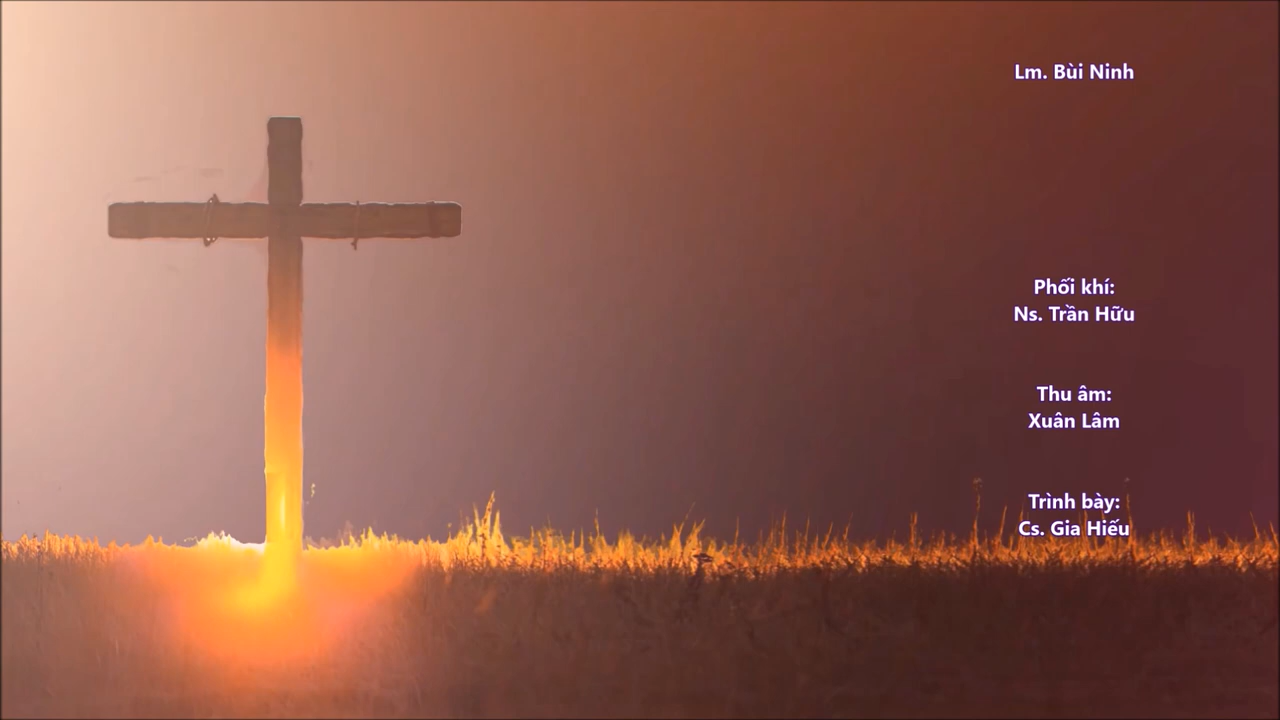 Lm. Bùi Ninh
Phối khí:
Ns. Trần Hữu
Thu âm:
Xuân Lâm
Trình bày:
Cs. Gia Hiếu